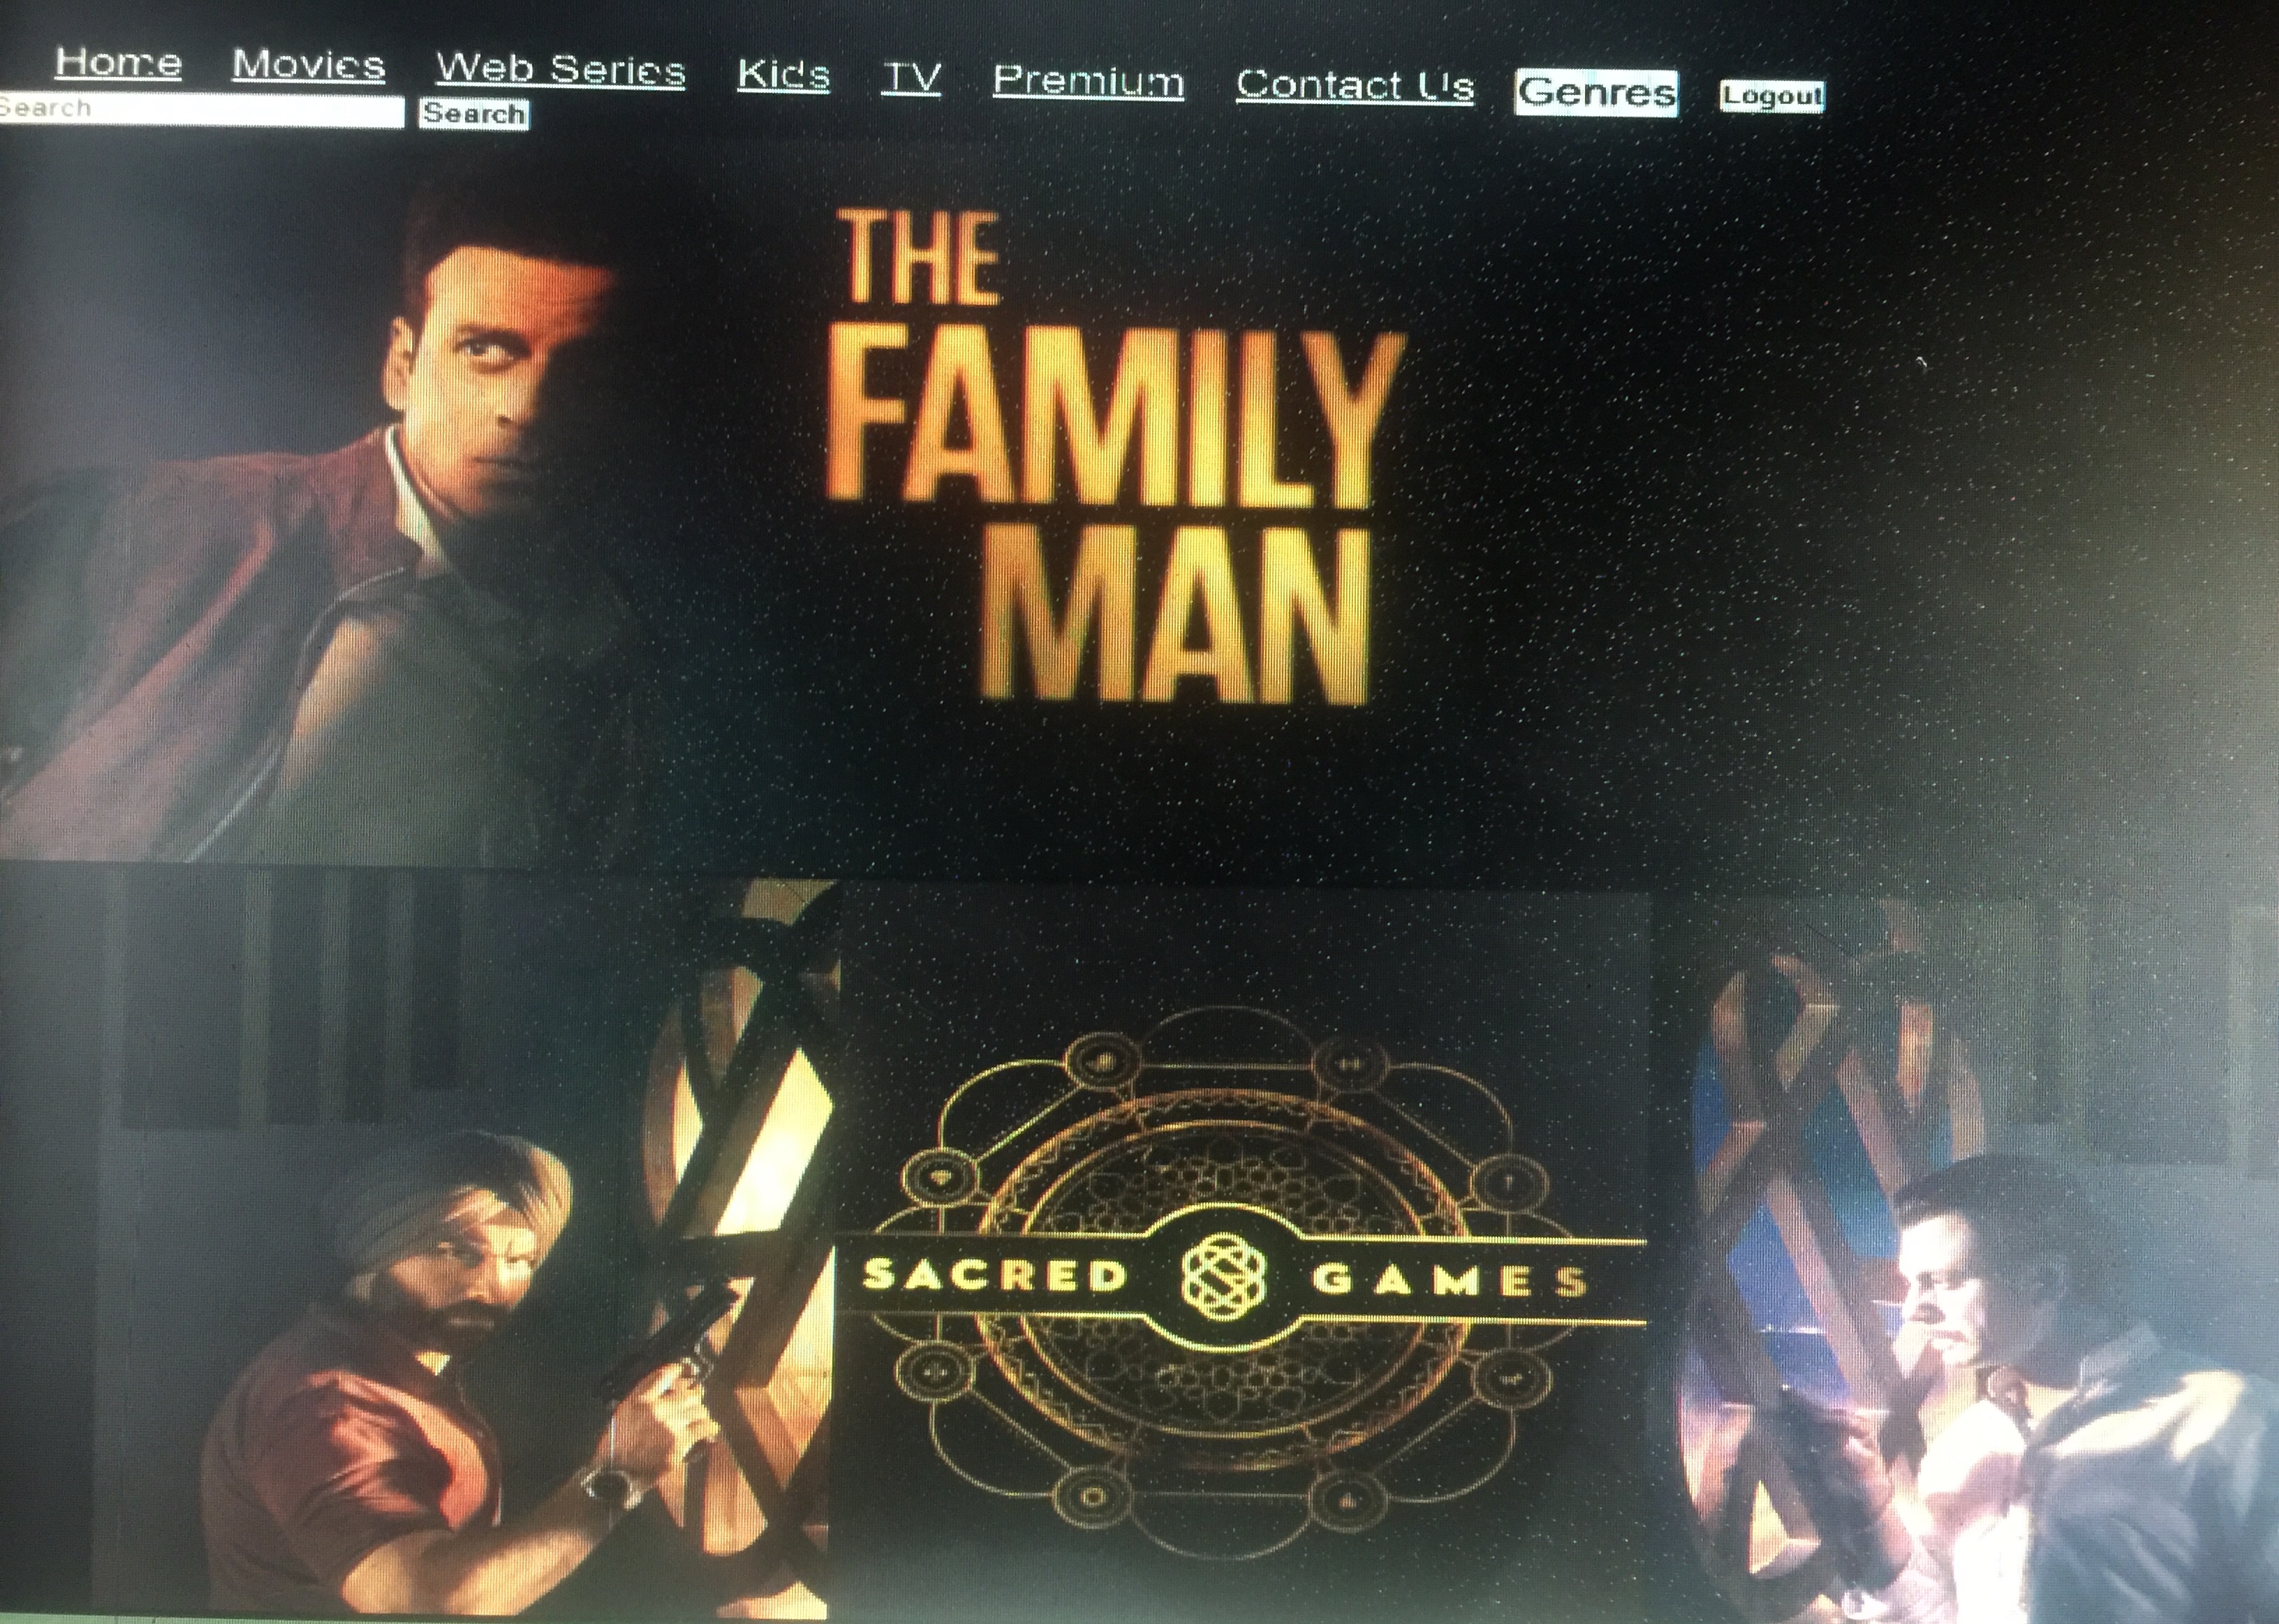 Home Movies Web Series Kids TV Premium Contact Us Genres Logout
Search Search
THE
FAMILY
MAN
SACRED GAMES